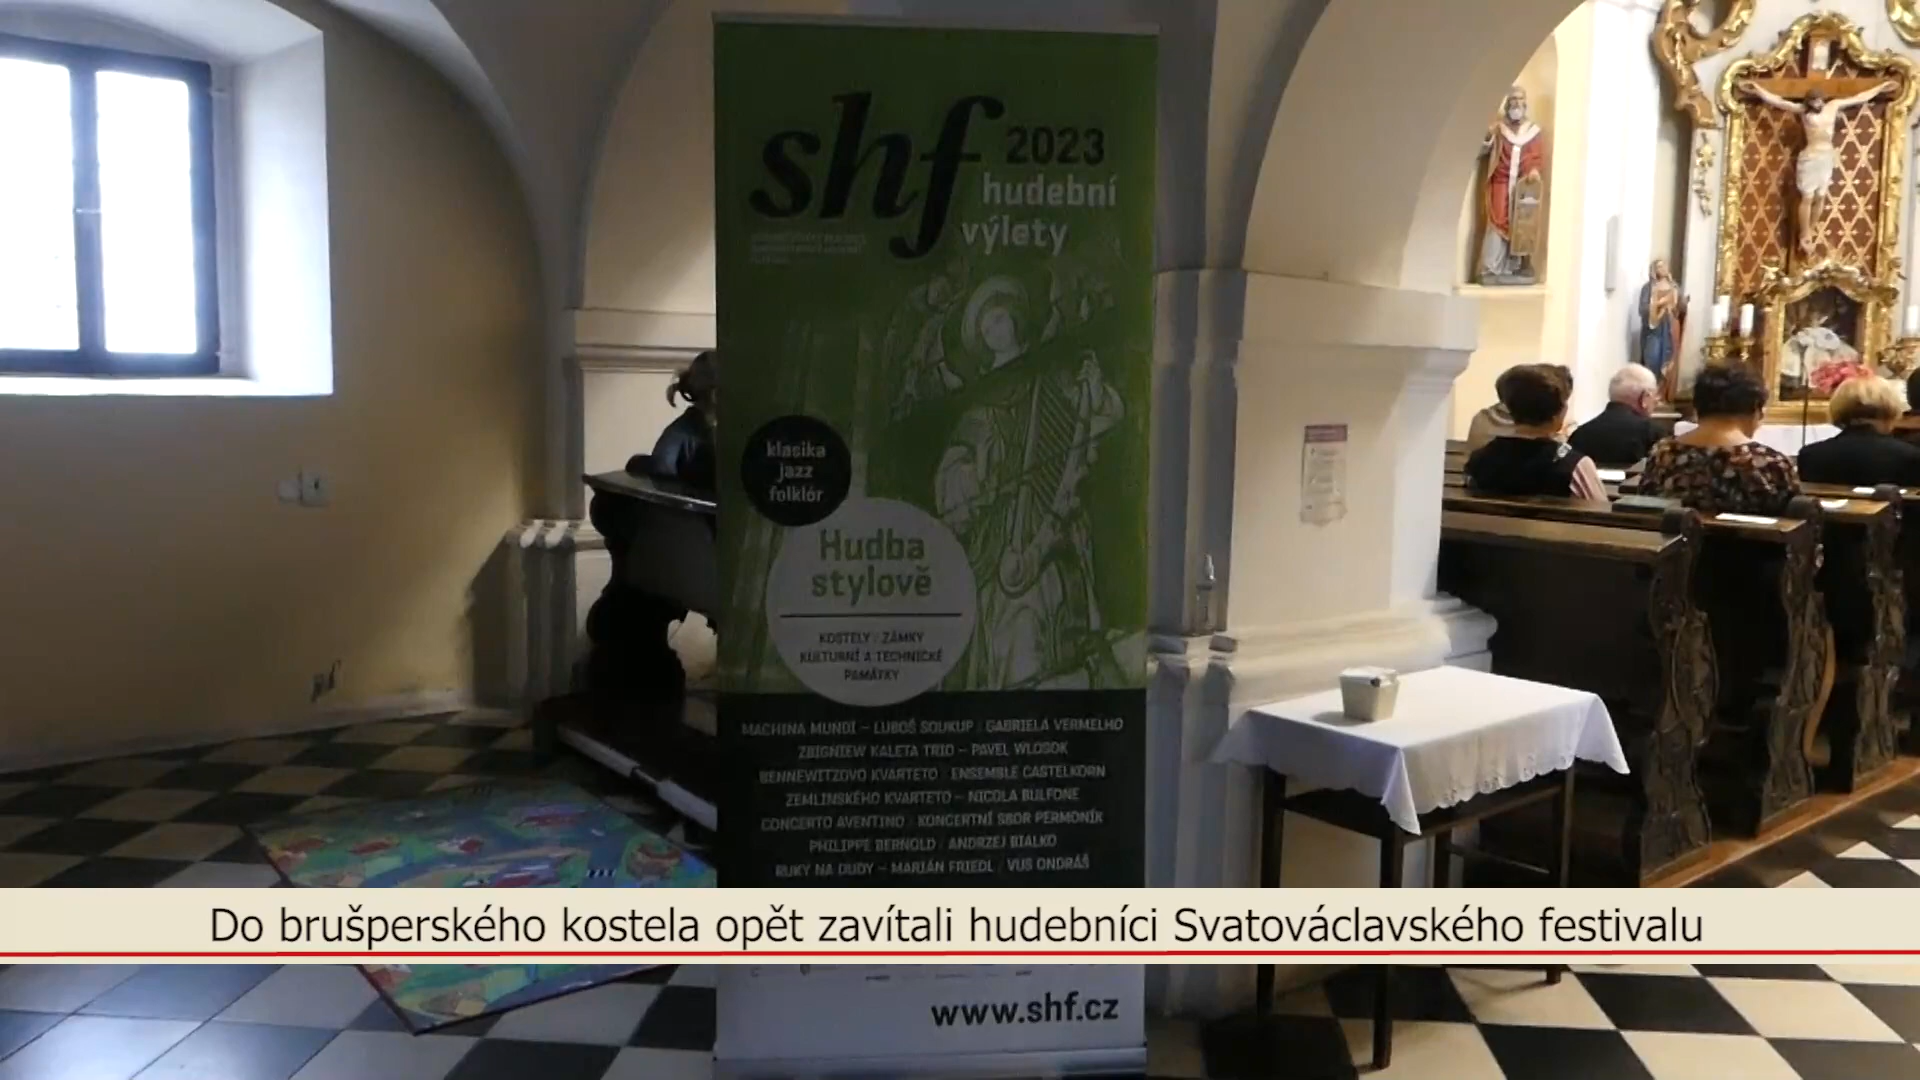 shf 2023
hudební
výlety
klasika
jazz
folklór
Hudba
stylově
KOSTELY / ZÁMKY
KULTURNÍ A TECHNICKÉ
PAMÁTKY
MACHINA MUNDI – LUBOŠ SOUKUP / GABRIELA VERMELHO
ZBIGNIEW KALETA TRIO – PAVEL WLOSOK
BENNEWITZOVO KVARTETO / ENSEMBLE CASTELKORN
ZEMLINSKÉHO KVARTETO – NICOLA BULFONE
CONCERTO AVENTINO / KONCERTNÍ SBOR PERMONÍK
PHILIPPE BERNOLD / ANDRZEJ BIALKO
RUKY NA DUDY – MARIÁN FRIEDL / VUS ONDRÁŠ
Do brušperského kostela opět zavítali hudebníci Svatováclavského festivalu
www.shf.cz